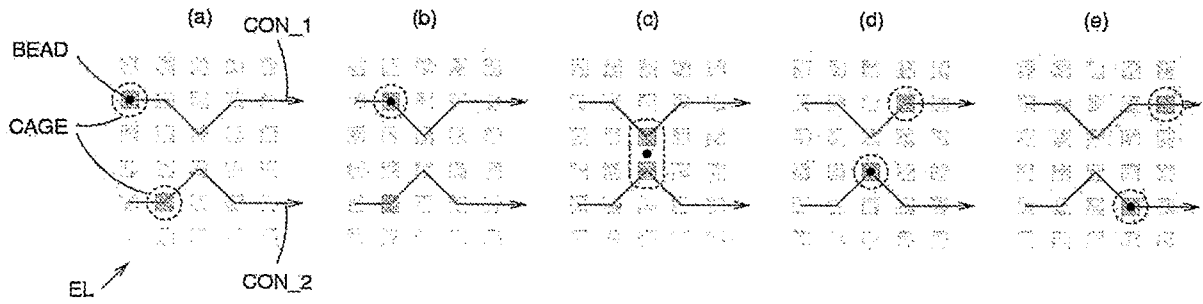 (a)
(b)
(c)
(d)
(e)
CON_1
BEAD
CAGE
EL
CON_2